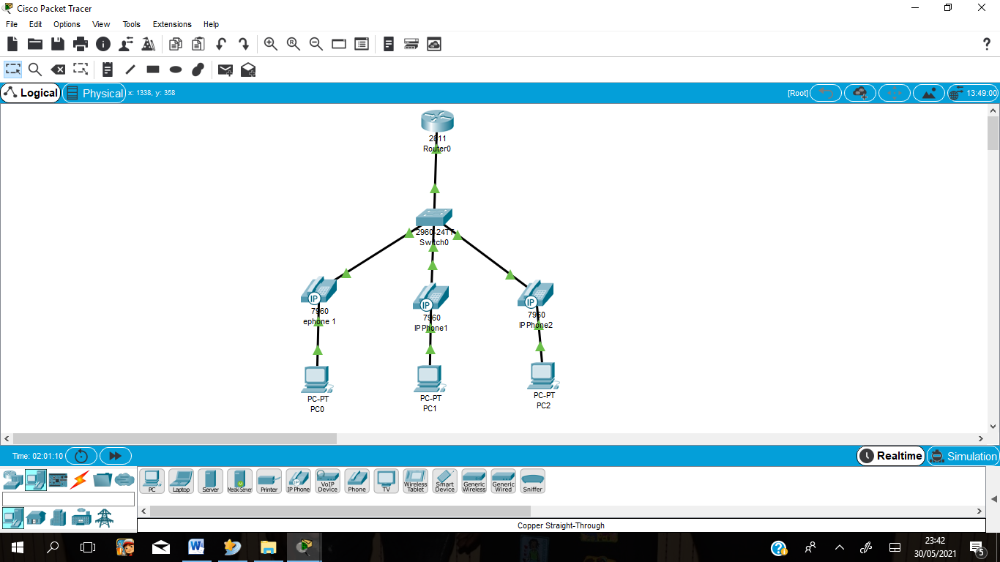 Cisco Packet Tracer
File Edit Options View Tools Extensions Help
?
Logical Physical x: 1338, y: 358 [Root] 13:49:00
2811
Router0
2960-24TT
Switch0
IP IP IP
7960 7960 7960
ephone 1 IP Phone1 IP Phone2
PC-PT PC-PT PC-PT
PC0 PC1 PC2
Time: 02:01:10 Realtime Simulation
PC Laptop Server Meraki Server Printer IP Phone VoIP Device Phone TV Wireless Tablet Smart Device Generic Wireless Generic Wired Sniffer
Copper Straight-Through
23:42
30/05/2021
5